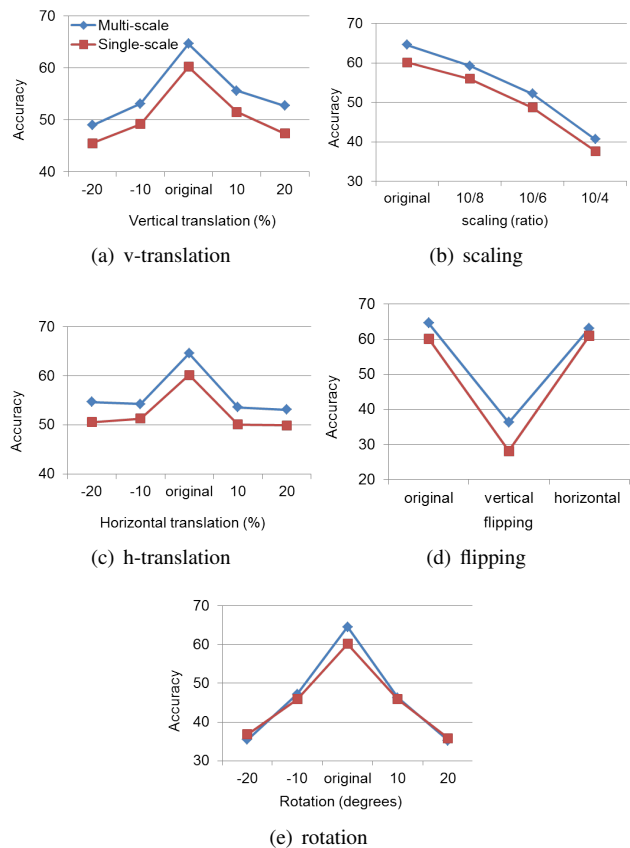 70
Multi-scale
Single-scale
60
50
40
Accuracy
-20 -10 original 10 20
Vertical translation (%)
(a) v-translation
70
60
50
40
30
Accuracy
original 10/8 10/6 10/4
scaling (ratio)
(b) scaling
70
60
50
40
Accuracy
-20 -10 original 10 20
Horizontal translation (%)
(c) h-translation
70
60
50
40
30
20
Accuracy
original vertical horizontal
flipping
(d) flipping
70
60
50
40
30
Accuracy
-20 -10 original 10 20
Rotation (degrees)
(e) rotation